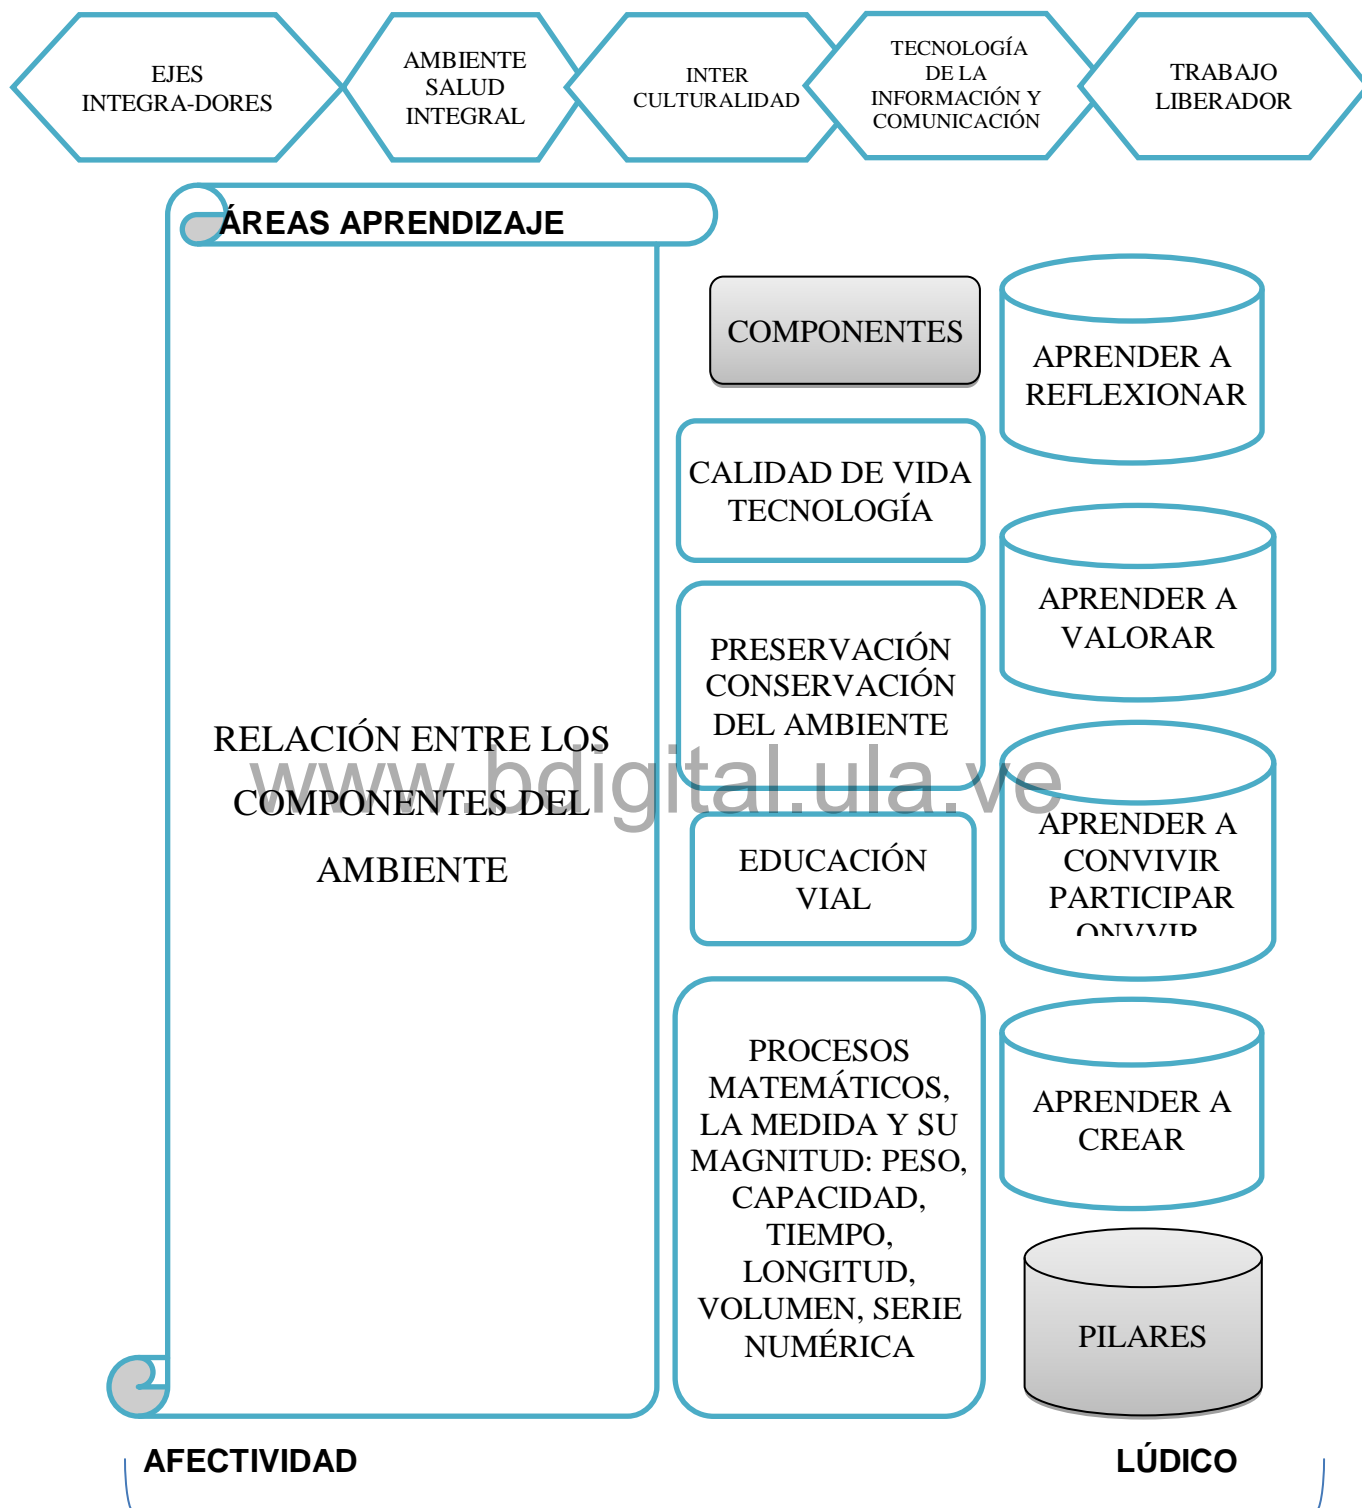 EJES
INTEGRA-DORES
AMBIENTE
SALUD
INTEGRAL
INTER
CULTURALIDAD
TECNOLOGÍA
DE LA
INFORMACIÓN Y
COMUNICACIÓN
TRABAJO
LIBERADOR
ÁREAS APRENDIZAJE
RELACIÓN ENTRE LOS
COMPONENTES DEL
AMBIENTE
COMPONENTES
CALIDAD DE VIDA
TECNOLOGÍA
PRESERVACIÓN
CONSERVACIÓN
DEL AMBIENTE
EDUCACIÓN
VIAL
PROCESOS
MATEMÁTICOS,
LA MEDIDA Y SU
MAGNITUD: PESO,
CAPACIDAD,
TIEMPO,
LONGITUD,
VOLUMEN, SERIE
NUMÉRICA
APRENDER A
REFLEXIONAR
APRENDER A
VALORAR
APRENDER A
CONVIVIR
PARTICIPAR
ONVVIR
APRENDER A
CREAR
PILARES
www.bdigital.ula.ve
AFECTIVIDAD
LÚDICO